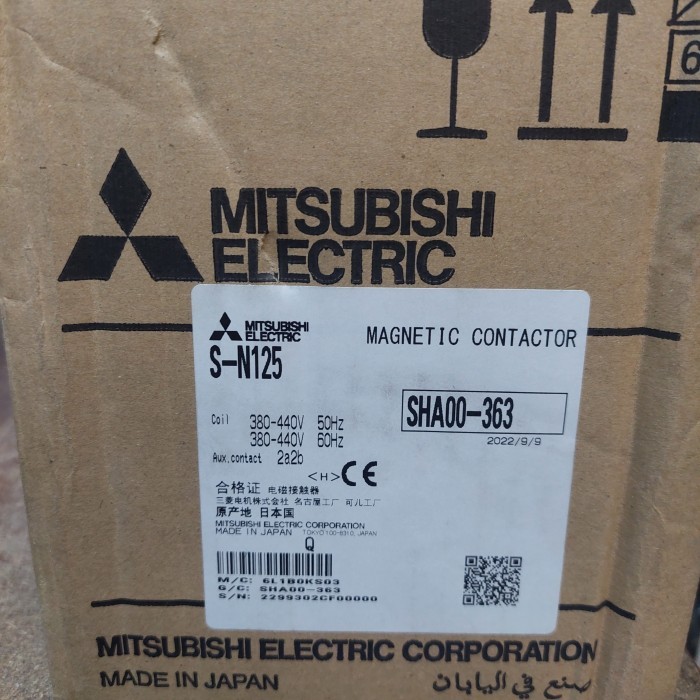 6
MITSUBISHI
ELECTRIC
MITSUBISHI
ELECTRIC
MAGNETIC CONTACTOR
S-N125
SHA00-363
Coil 380-440V 50Hz
380-440V 60Hz
2022/9/9
Aux.contact 2a2b
<H> CE
合格证 电磁接触器
三菱电机株式会社 名古屋工厂 可儿工厂
原产地 日本国
MITSUBISHI ELECTRIC CORPORATION
MADE IN JAPAN TOKYO 100-8310, JAPAN
Q
M/C: 6L1B0KS03
G/C: SHA00-363
S/N: 2299302CF00000
MITSUBISHI ELECTRIC CORPORATION
MADE IN JAPAN صنع في اليابان